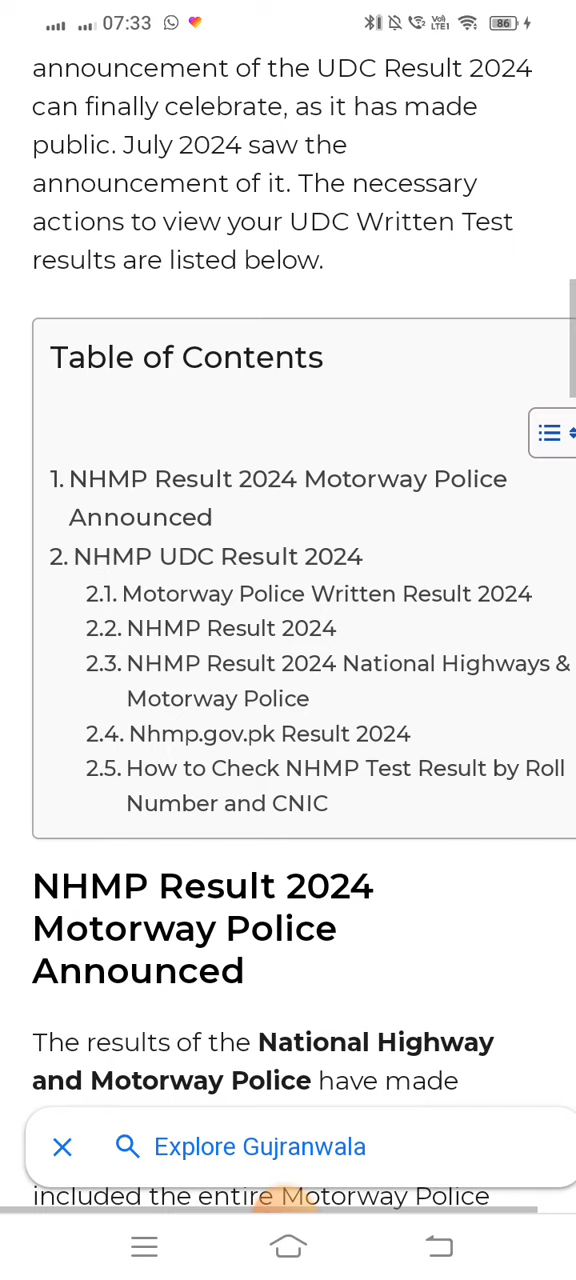 07:33
Vo)) LTE1
86
announcement of the UDC Result 2024
can finally celebrate, as it has made
public. July 2024 saw the
announcement of it. The necessary
actions to view your UDC Written Test
results are listed below.
Table of Contents
1. NHMP Result 2024 Motorway Police
Announced
2. NHMP UDC Result 2024
2.1. Motorway Police Written Result 2024
2.2. NHMP Result 2024
2.3. NHMP Result 2024 National Highways &
Motorway Police
2.4. Nhmp.gov.pk Result 2024
2.5. How to Check NHMP Test Result by Roll
Number and CNIC
NHMP Result 2024
Motorway Police
Announced
The results of the National Highway
and Motorway Police have made
Explore Gujranwala
included the entire Motorway Police